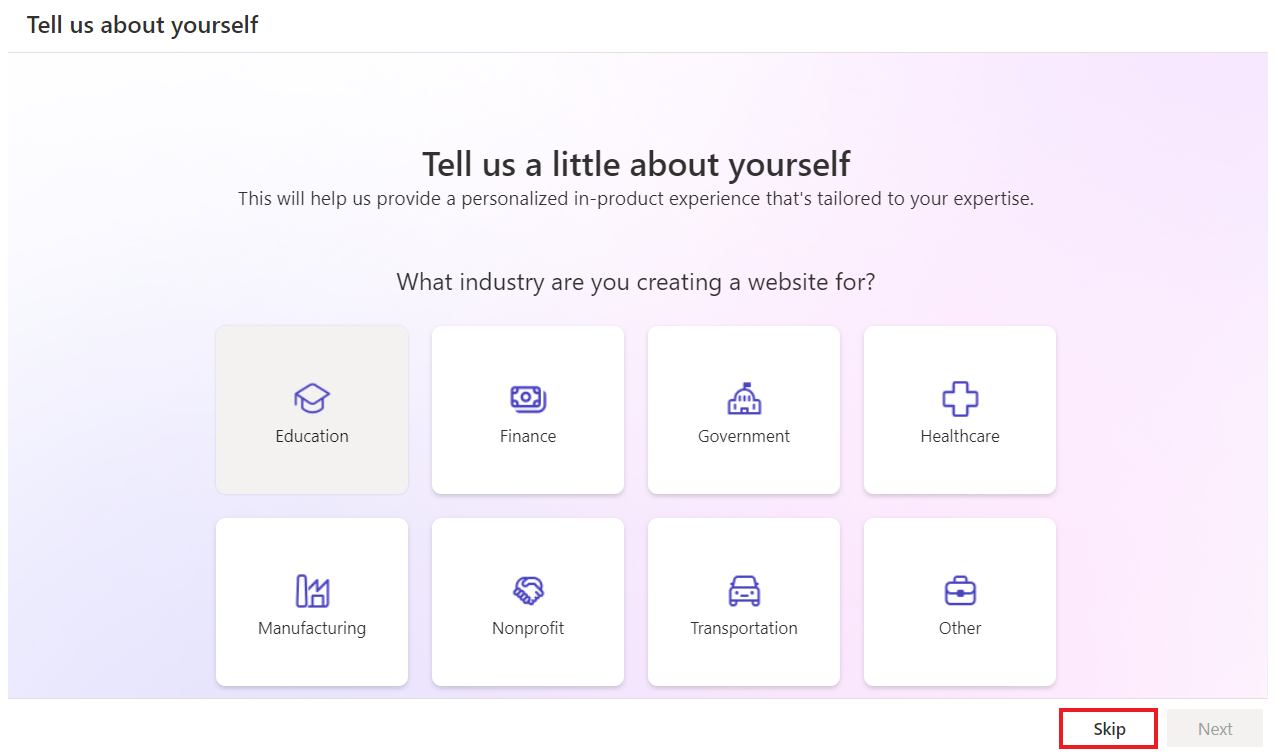 Tell us about yourself
Tell us a little about yourself
This will help us provide a personalized in-product experience that's tailored to your expertise.
What industry are you creating a website for?
Education
Finance
Government
Healthcare
Manufacturing
Nonprofit
Transportation
Other
Skip
Next